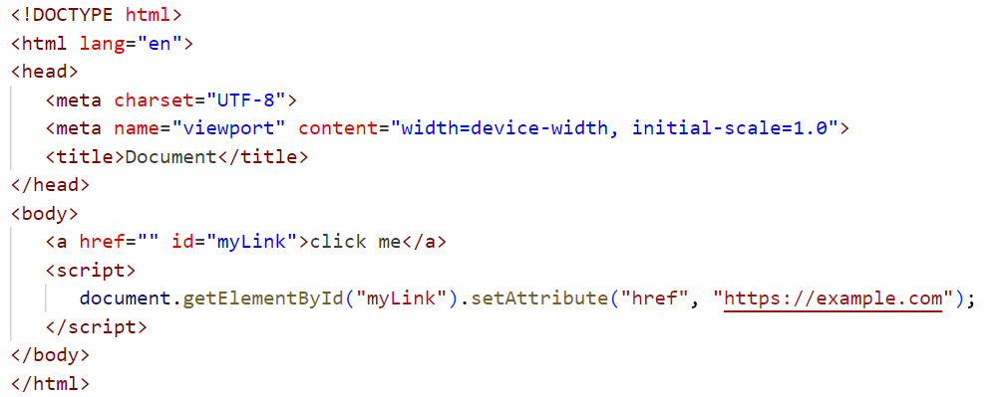 <!DOCTYPE html>
<html lang="en">
<head>
    <meta charset="UTF-8">
    <meta name="viewport" content="width=device-width, initial-scale=1.0">
    <title>Document</title>
</head>
<body>
    <a href="" id="myLink">click me</a>
    <script>
        document.getElementById("myLink").setAttribute("href", "https://example.com");
    </script>
</body>
</html>